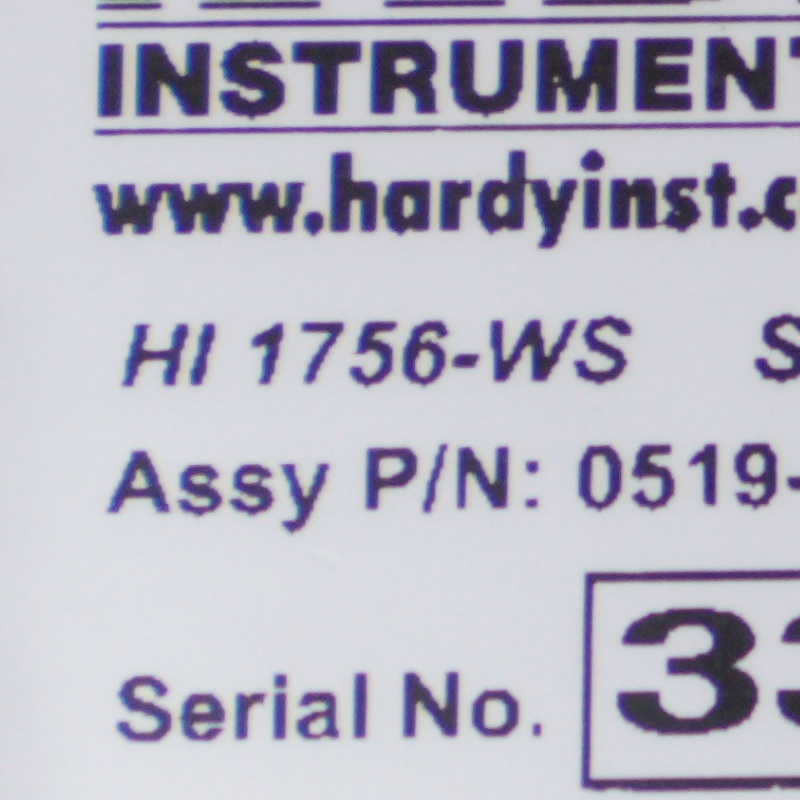 INSTRUMENT
www.hardyinst.c
HI 1756-WS S
Assy P/N: 0519-
Serial No. 33